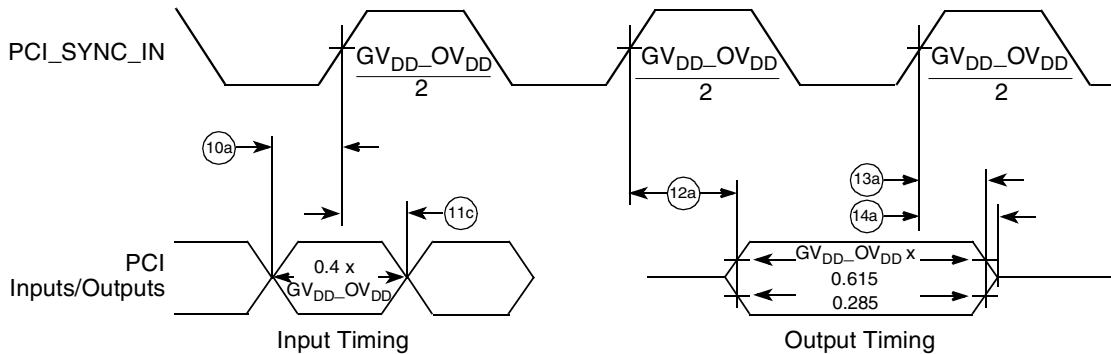 PCI_SYNC_IN
GVDD_OVDD
2
GVDD_OVDD
2
GVDD_OVDD
2
10a
11c
12a
13a
14a
PCI
Inputs/Outputs
0.4 x
GVDD_OVDD
GVDD_OVDD x
0.615
0.285
Input Timing
Output Timing